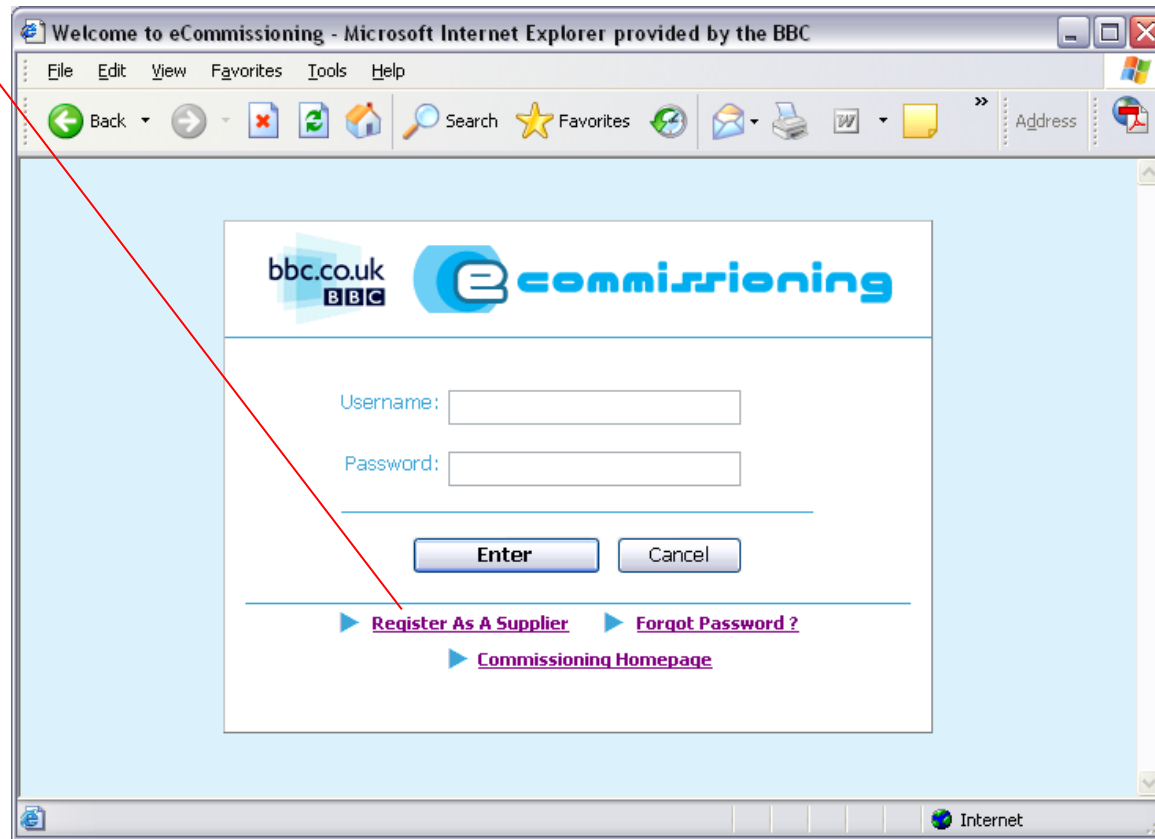 Welcome to eCommissioning - Microsoft Internet Explorer provided by the BBC
File Edit View Favorites Tools Help
Back Search Favorites W » Address
bbc.co.uk
BBC
e commissioning
Username:
Password:
Enter Cancel
Register As A Supplier Forgot Password ?
Commissioning Homepage
Internet